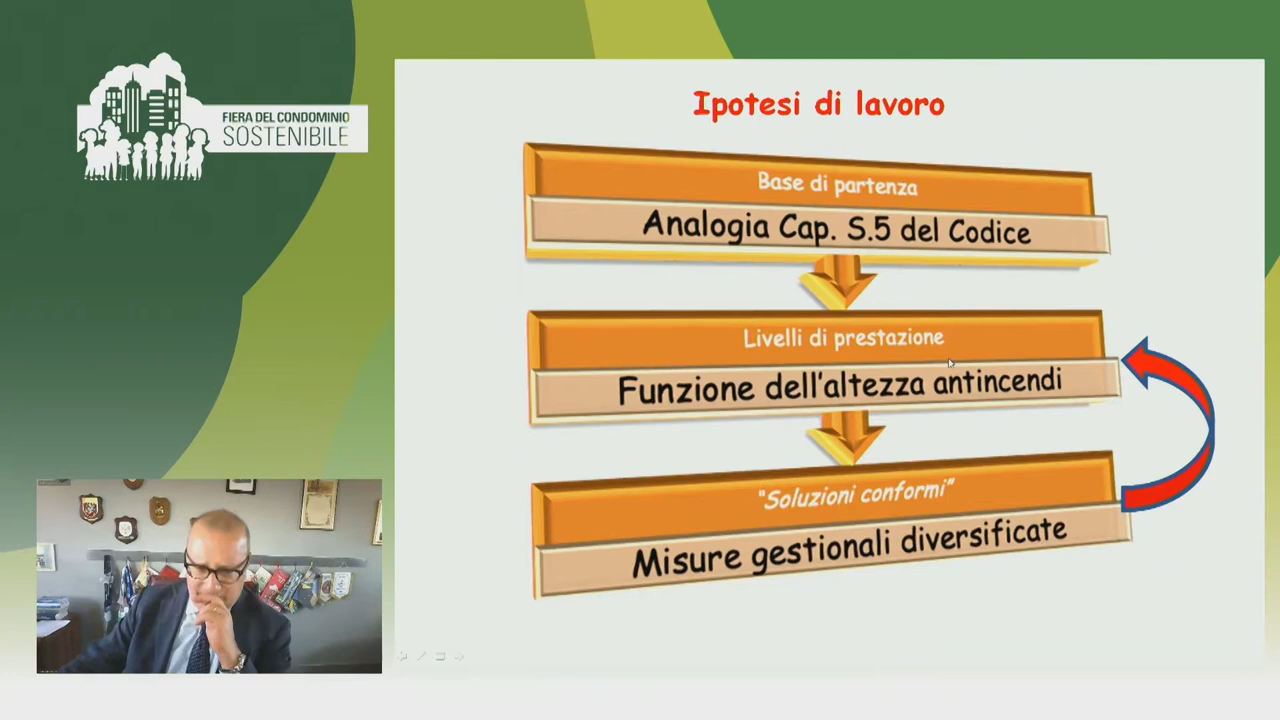 FIERA DEL CONDOMINIO
SOSTENIBILE
Ipotesi di lavoro
Base di partenza
Analogia Cap. S.5 del Codice
Livelli di prestazione
Funzione dell'altezza antincendi
"Soluzioni conformi"
Misure gestionali diversificate